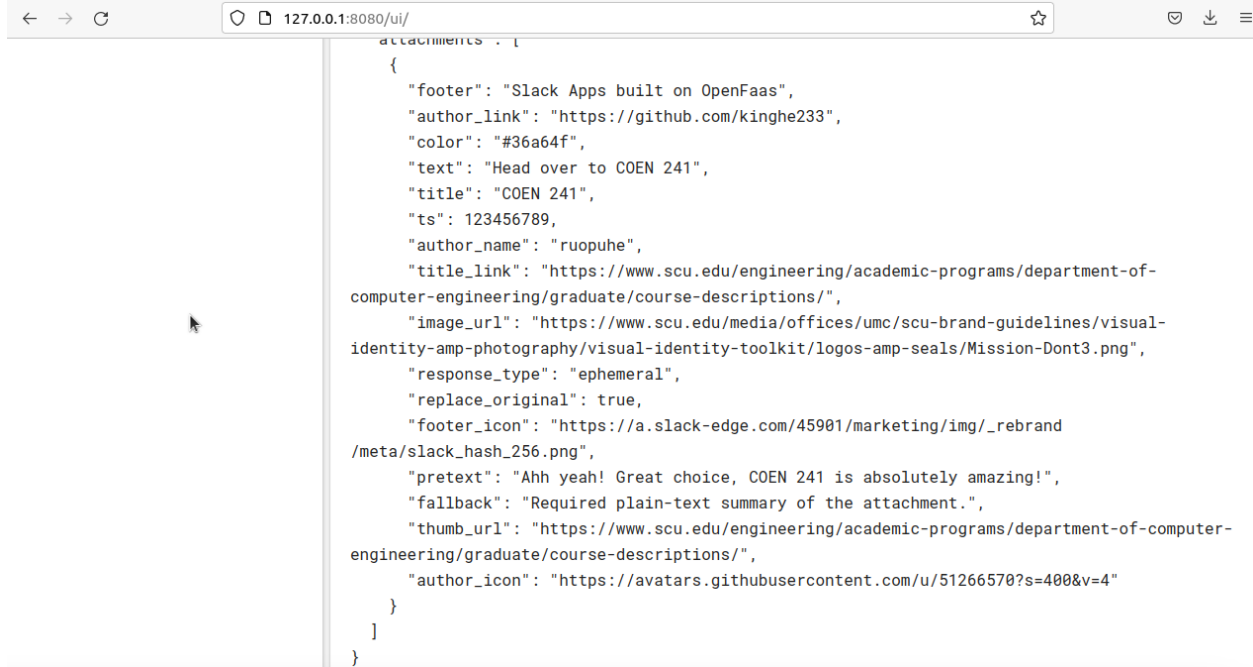 127.0.0.1:8080/ui/
"attachments": [
{
"footer": "Slack Apps built on OpenFaas",
"author_link": "https://github.com/kinghe233",
"color": "#36a64f",
"text": "Head over to COEN 241",
"title": "COEN 241",
"ts": 123456789,
"author_name": "ruopuhe",
"title_link": "https://www.scu.edu/engineering/academic-programs/department-of-
computer-engineering/graduate/course-descriptions/",
"image_url": "https://www.scu.edu/media/offices/umc/scu-brand-guidelines/visual-
identity-amp-photography/visual-identity-toolkit/logos-amp-seals/Mission-Dont3.png",
"response_type": "ephemeral",
"replace_original": true,
"footer_icon": "https://a.slack-edge.com/45901/marketing/img/_rebrand
/meta/slack_hash_256.png",
"pretext": "Ahh yeah! Great choice, COEN 241 is absolutely amazing!",
"fallback": "Required plain-text summary of the attachment.",
"thumb_url": "https://www.scu.edu/engineering/academic-programs/department-of-computer-
engineering/graduate/course-descriptions/",
"author_icon": "https://avatars.githubusercontent.com/u/51266570?s=400&v=4"
}
]
}